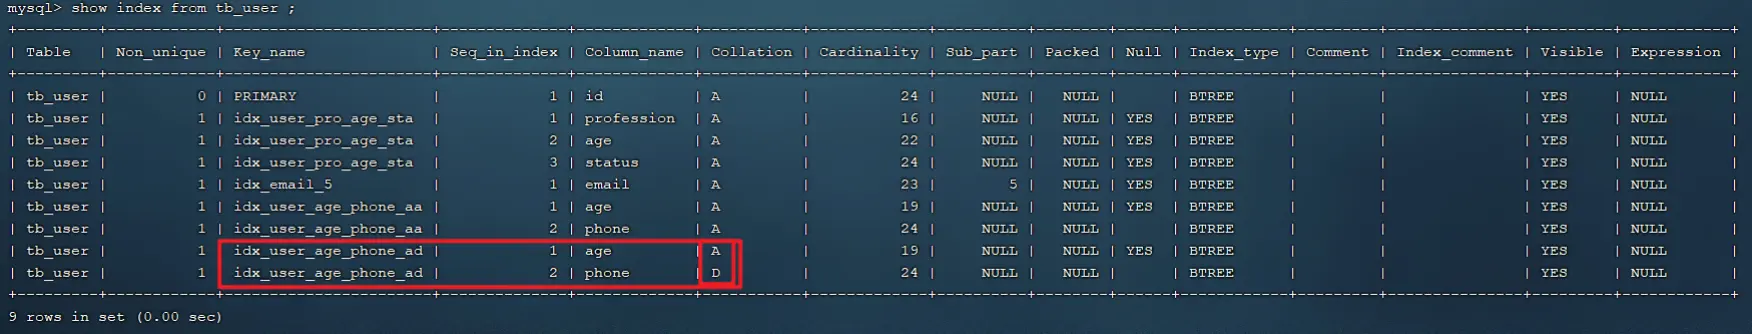 mysql> show index from tb_user ;
+---------+------------+-----------------------+--------------+-------------+-----------+-------------+----------+--------+------+------------+---------+---------------+---------+------------+
| Table   | Non_unique | Key_name              | Seq_in_index | Column_name | Collation | Cardinality | Sub_part | Packed | Null | Index_type | Comment | Index_comment | Visible | Expression |
+---------+------------+-----------------------+--------------+-------------+-----------+-------------+----------+--------+------+------------+---------+---------------+---------+------------+
| tb_user |          0 | PRIMARY               |            1 | id          | A         |          24 |     NULL |   NULL |      | BTREE      |         |               | YES     | NULL       |
| tb_user |          1 | idx_user_pro_age_sta  |            1 | profession  | A         |          16 |     NULL |   NULL | YES  | BTREE      |         |               | YES     | NULL       |
| tb_user |          1 | idx_user_pro_age_sta  |            2 | age         | A         |          22 |     NULL |   NULL | YES  | BTREE      |         |               | YES     | NULL       |
| tb_user |          1 | idx_user_pro_age_sta  |            3 | status      | A         |          24 |     NULL |   NULL | YES  | BTREE      |         |               | YES     | NULL       |
| tb_user |          1 | idx_email_5           |            1 | email       | A         |          23 |        5 |   NULL | YES  | BTREE      |         |               | YES     | NULL       |
| tb_user |          1 | idx_user_age_phone_aa |            1 | age         | A         |          19 |     NULL |   NULL | YES  | BTREE      |         |               | YES     | NULL       |
| tb_user |          1 | idx_user_age_phone_aa |            2 | phone       | A         |          24 |     NULL |   NULL |      | BTREE      |         |               | YES     | NULL       |
| tb_user |          1 | idx_user_age_phone_ad |            1 | age         | A         |          19 |     NULL |   NULL | YES  | BTREE      |         |               | YES     | NULL       |
| tb_user |          1 | idx_user_age_phone_ad |            2 | phone       | D         |          24 |     NULL |   NULL |      | BTREE      |         |               | YES     | NULL       |
+---------+------------+-----------------------+--------------+-------------+-----------+-------------+----------+--------+------+------------+---------+---------------+---------+------------+
9 rows in set (0.00 sec)